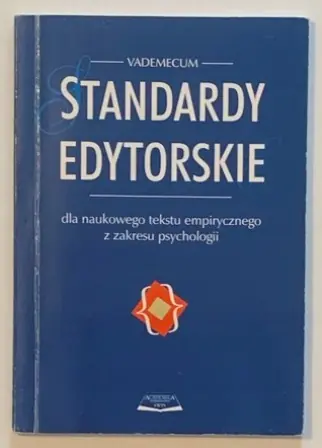 VADEMECUM
STANDARDY
EDYTORSKIE
dla naukowego tekstu empirycznego
z zakresu psychologii